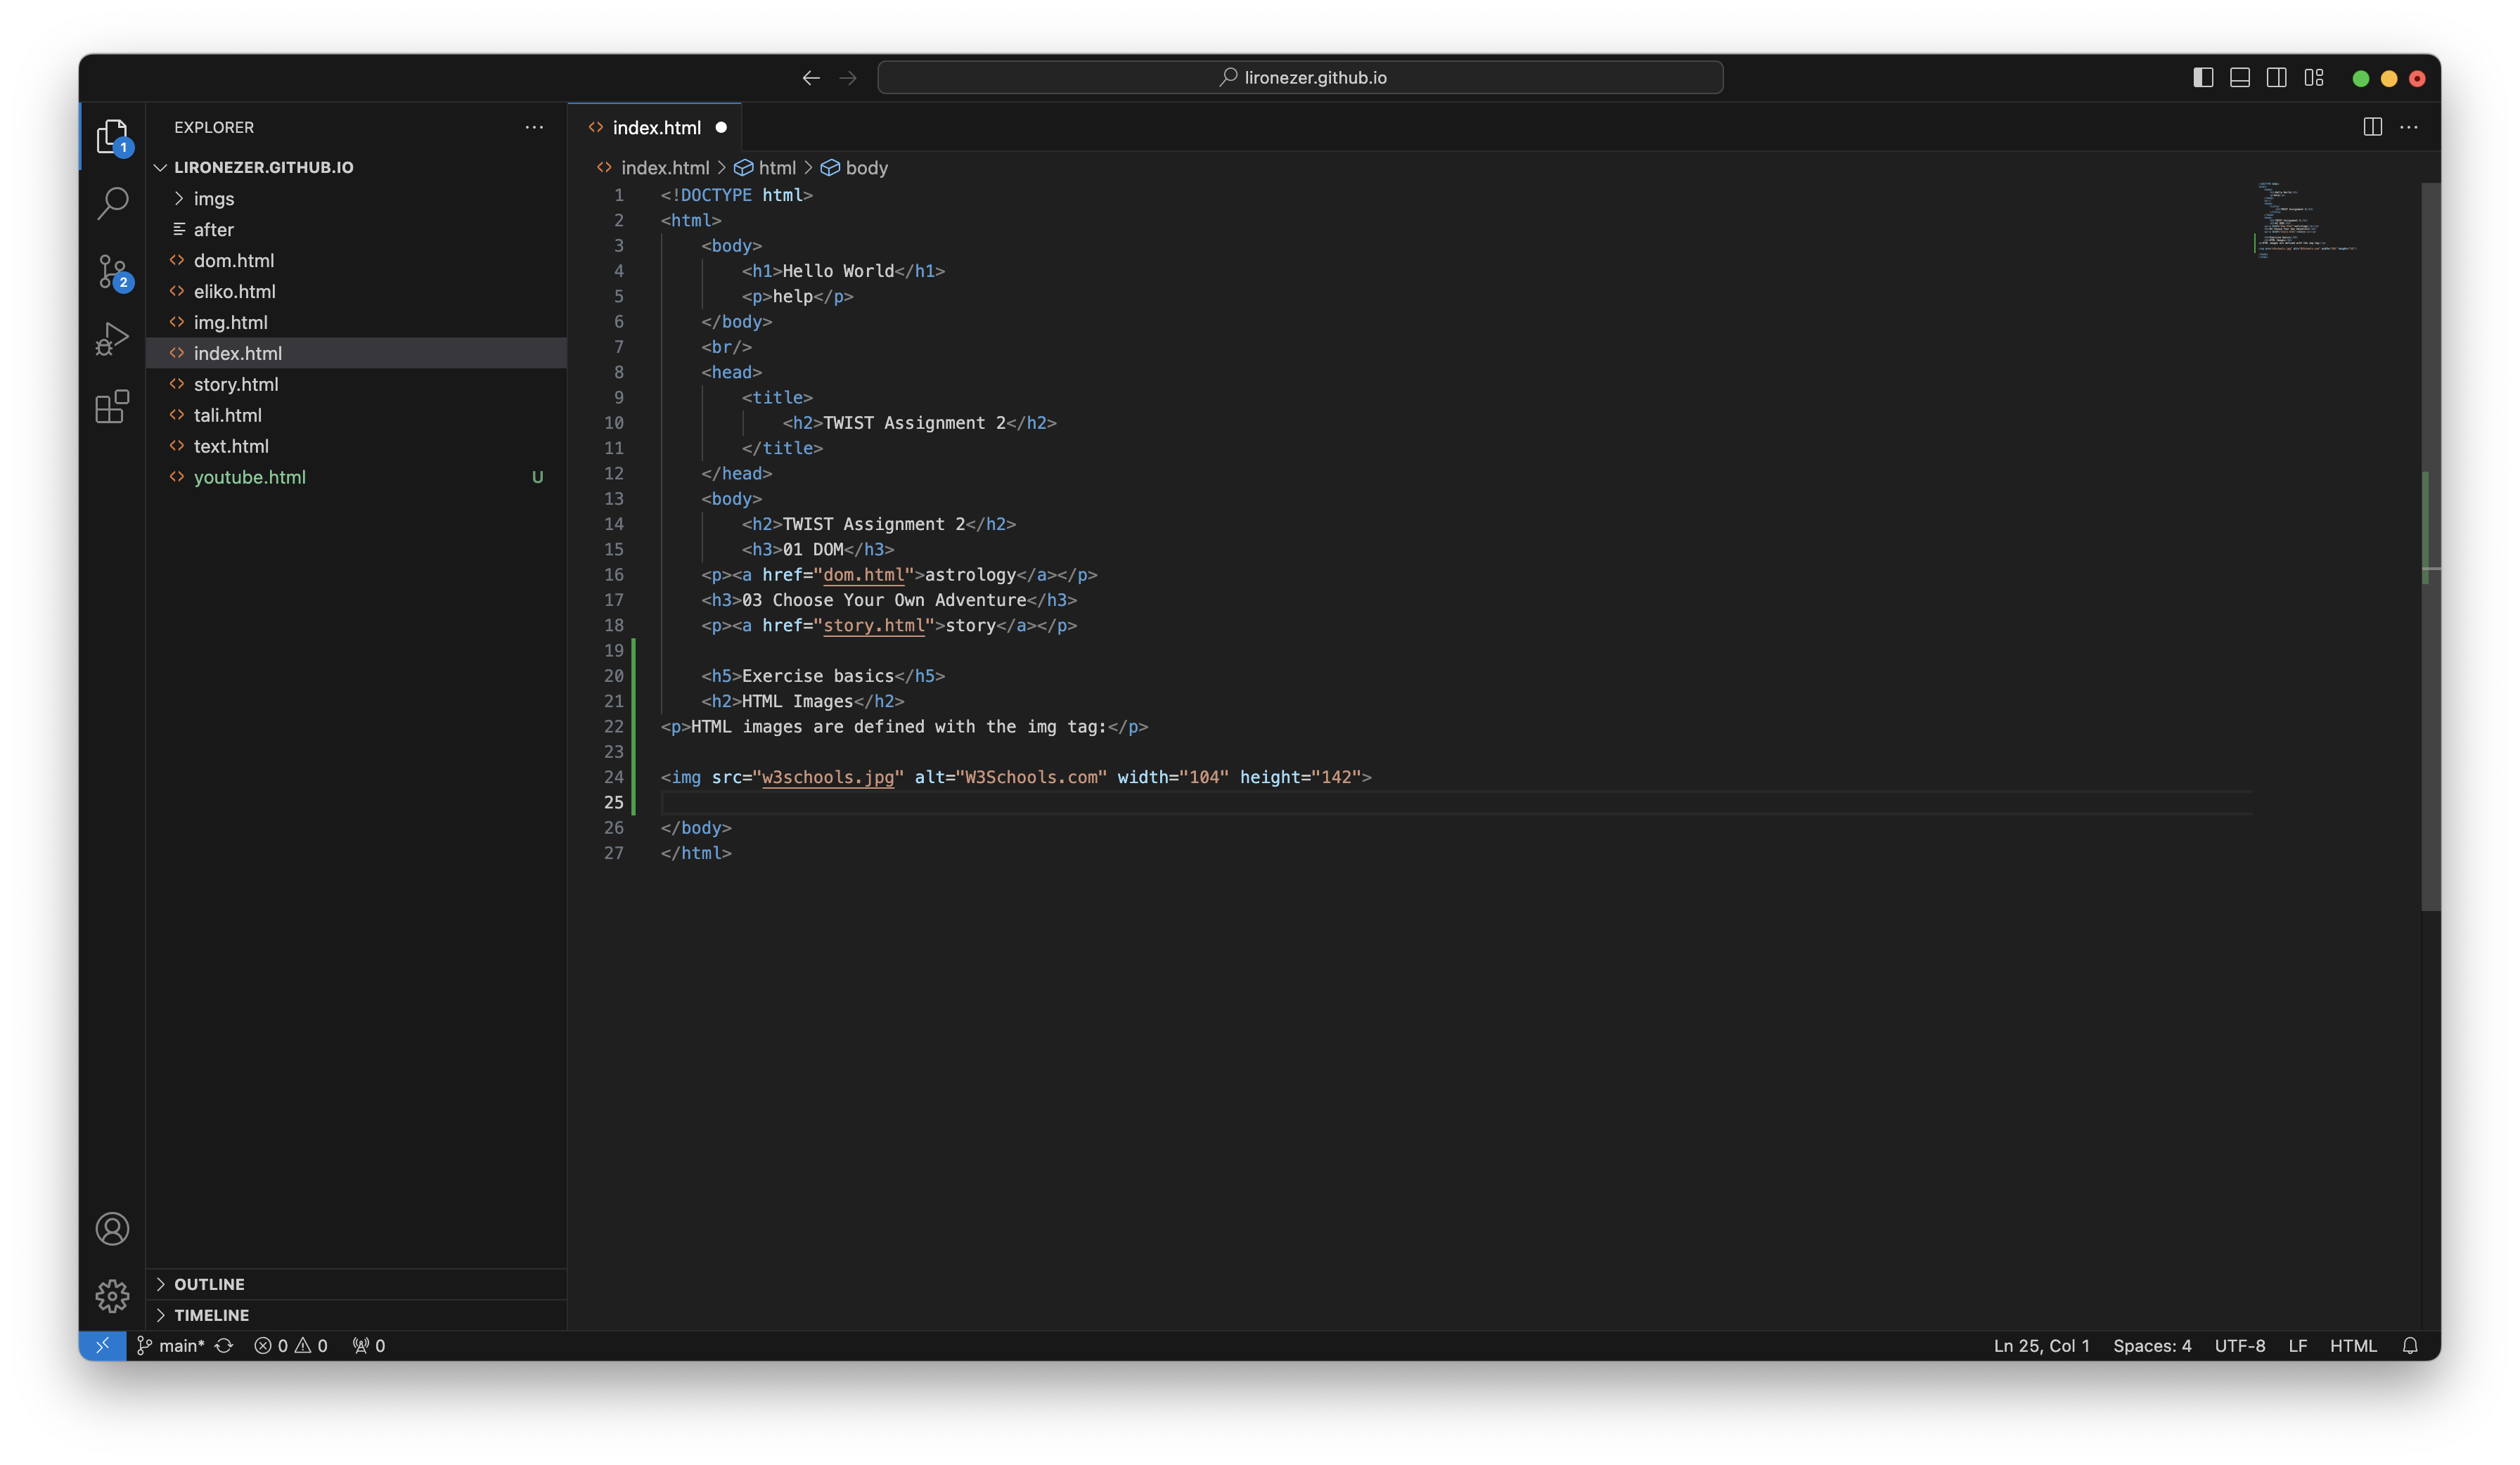 lironezer.github.io
EXPLORER
LIRONEZER.GITHUB.IO
imgs
after
dom.html
eliko.html
img.html
index.html
story.html
tali.html
text.html
youtube.html U
1
2
OUTLINE
TIMELINE
index.html
index.html > html > body
1 <!DOCTYPE html>
2 <html>
3 <body>
4 <h1>Hello World</h1>
5 <p>help</p>
6 </body>
7 <br/>
8 <head>
9 <title>
10 <h2>TWIST Assignment 2</h2>
11 </title>
12 </head>
13 <body>
14 <h2>TWIST Assignment 2</h2>
15 <h3>01 DOM</h3>
16 <p><a href="dom.html">astrology</a></p>
17 <h3>03 Choose Your Own Adventure</h3>
18 <p><a href="story.html">story</a></p>
19
20 <h5>Exercise basics</h5>
21 <h2>HTML Images</h2>
22 <p>HTML images are defined with the img tag:</p>
23
24 <img src="w3schools.jpg" alt="W3Schools.com" width="104" height="142">
25
26 </body>
27 </html>
main* 0 0 0 Ln 25, Col 1 Spaces: 4 UTF-8 LF HTML